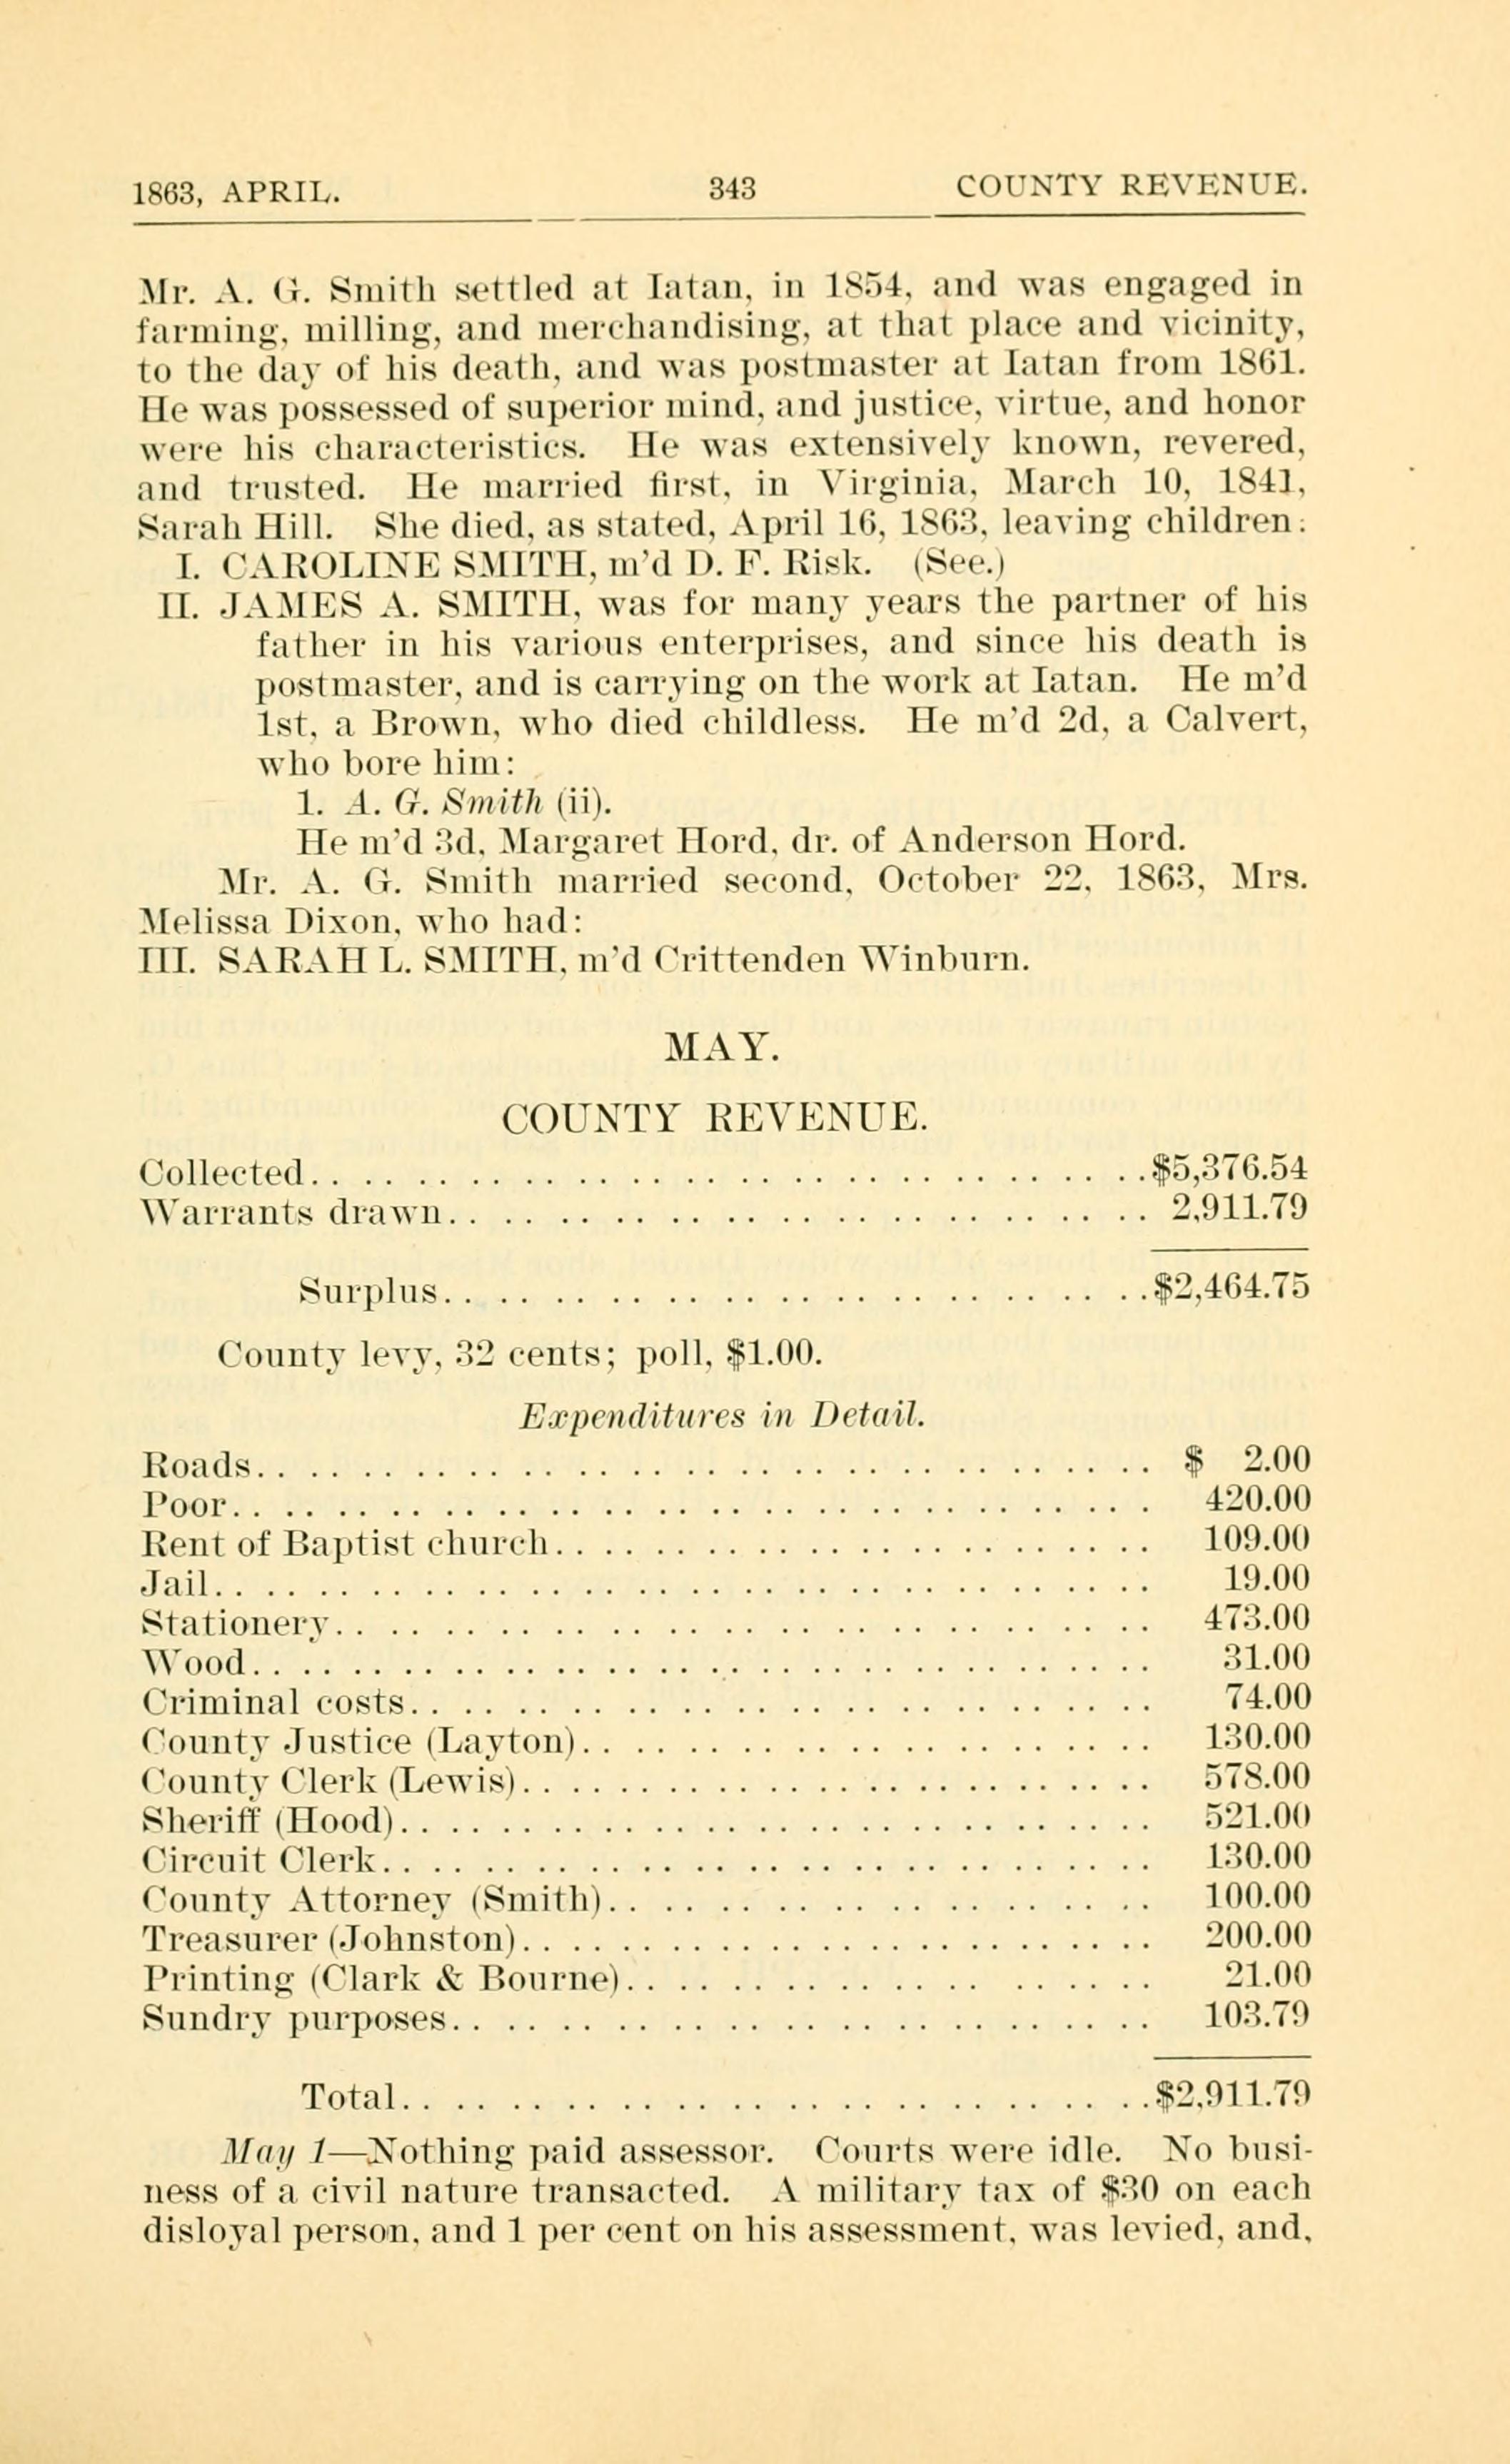 1863, APRIL. 343 COUNTY REVENUE.
Mr. A. G. Smith settled at Iatan, in 1854, and was engaged in
farming, milling, and merchandising, at that place and vicinity,
to the day of his death, and was postmaster at Iatan from 1861.
He was possessed of superior mind, and justice, virtue, and honor
were his characteristics. He was extensively known, revered,
and trusted. He married first, in Virginia, March 10, 1841,
Sarah Hill. She died, as stated, April 16, 1863, leaving children:
I. CAROLINE SMITH, m'd D. F. Risk. (See.)
II. JAMES A. SMITH, was for many years the partner of his
father in his various enterprises, and since his death is
postmaster, and is carrying on the work at Iatan. He m'd
1st, a Brown, who died childless. He m'd 2d, a Calvert,
who bore him:
1. A. G. Smith (ii).
He m'd 3d, Margaret Hord, dr. of Anderson Hord.
Mr. A. G. Smith married second, October 22, 1863, Mrs.
Melissa Dixon, who had:
III. SARAH L. SMITH, m'd Crittenden Winburn.
MAY.
COUNTY REVENUE.
Collected. . . . . . . . . . . . . . . . . . . . $5,376.54
Warrants drawn. . . . . . . . . . . . . . . . . . . . 2,911.79
Surplus. . . . . . . . . . . . . . . . . . . . $2,464.75
County levy, 32 cents; poll, $1.00.
Expenditures in Detail.
Roads. . . . . . . . . . . . . . . . . . . . $ 2.00
Poor. . . . . . . . . . . . . . . . . . . . 420.00
Rent of Baptist church. . . . . . . . . . . . . . . . . . . . 109.00
Jail. . . . . . . . . . . . . . . . . . . . 19.00
Stationery. . . . . . . . . . . . . . . . . . . . 473.00
Wood. . . . . . . . . . . . . . . . . . . . 31.00
Criminal costs. . . . . . . . . . . . . . . . . . . . 74.00
County Justice (Layton). . . . . . . . . . . . . . . . . . . . 130.00
County Clerk (Lewis). . . . . . . . . . . . . . . . . . . . 578.00
Sheriff (Hood). . . . . . . . . . . . . . . . . . . . 521.00
Circuit Clerk. . . . . . . . . . . . . . . . . . . . 130.00
County Attorney (Smith). . . . . . . . . . . . . . . . . . . . 100.00
Treasurer (Johnston). . . . . . . . . . . . . . . . . . . . 200.00
Printing (Clark & Bourne). . . . . . . . . . . . . . . . . . . . 21.00
Sundry purposes. . . . . . . . . . . . . . . . . . . . 103.79
Total. . . . . . . . . . . . . . . . . . . . $2,911.79
May 1—Nothing paid assessor. Courts were idle. No busi-
ness of a civil nature transacted. A military tax of $30 on each
disloyal person, and 1 per cent on his assessment, was levied, and,